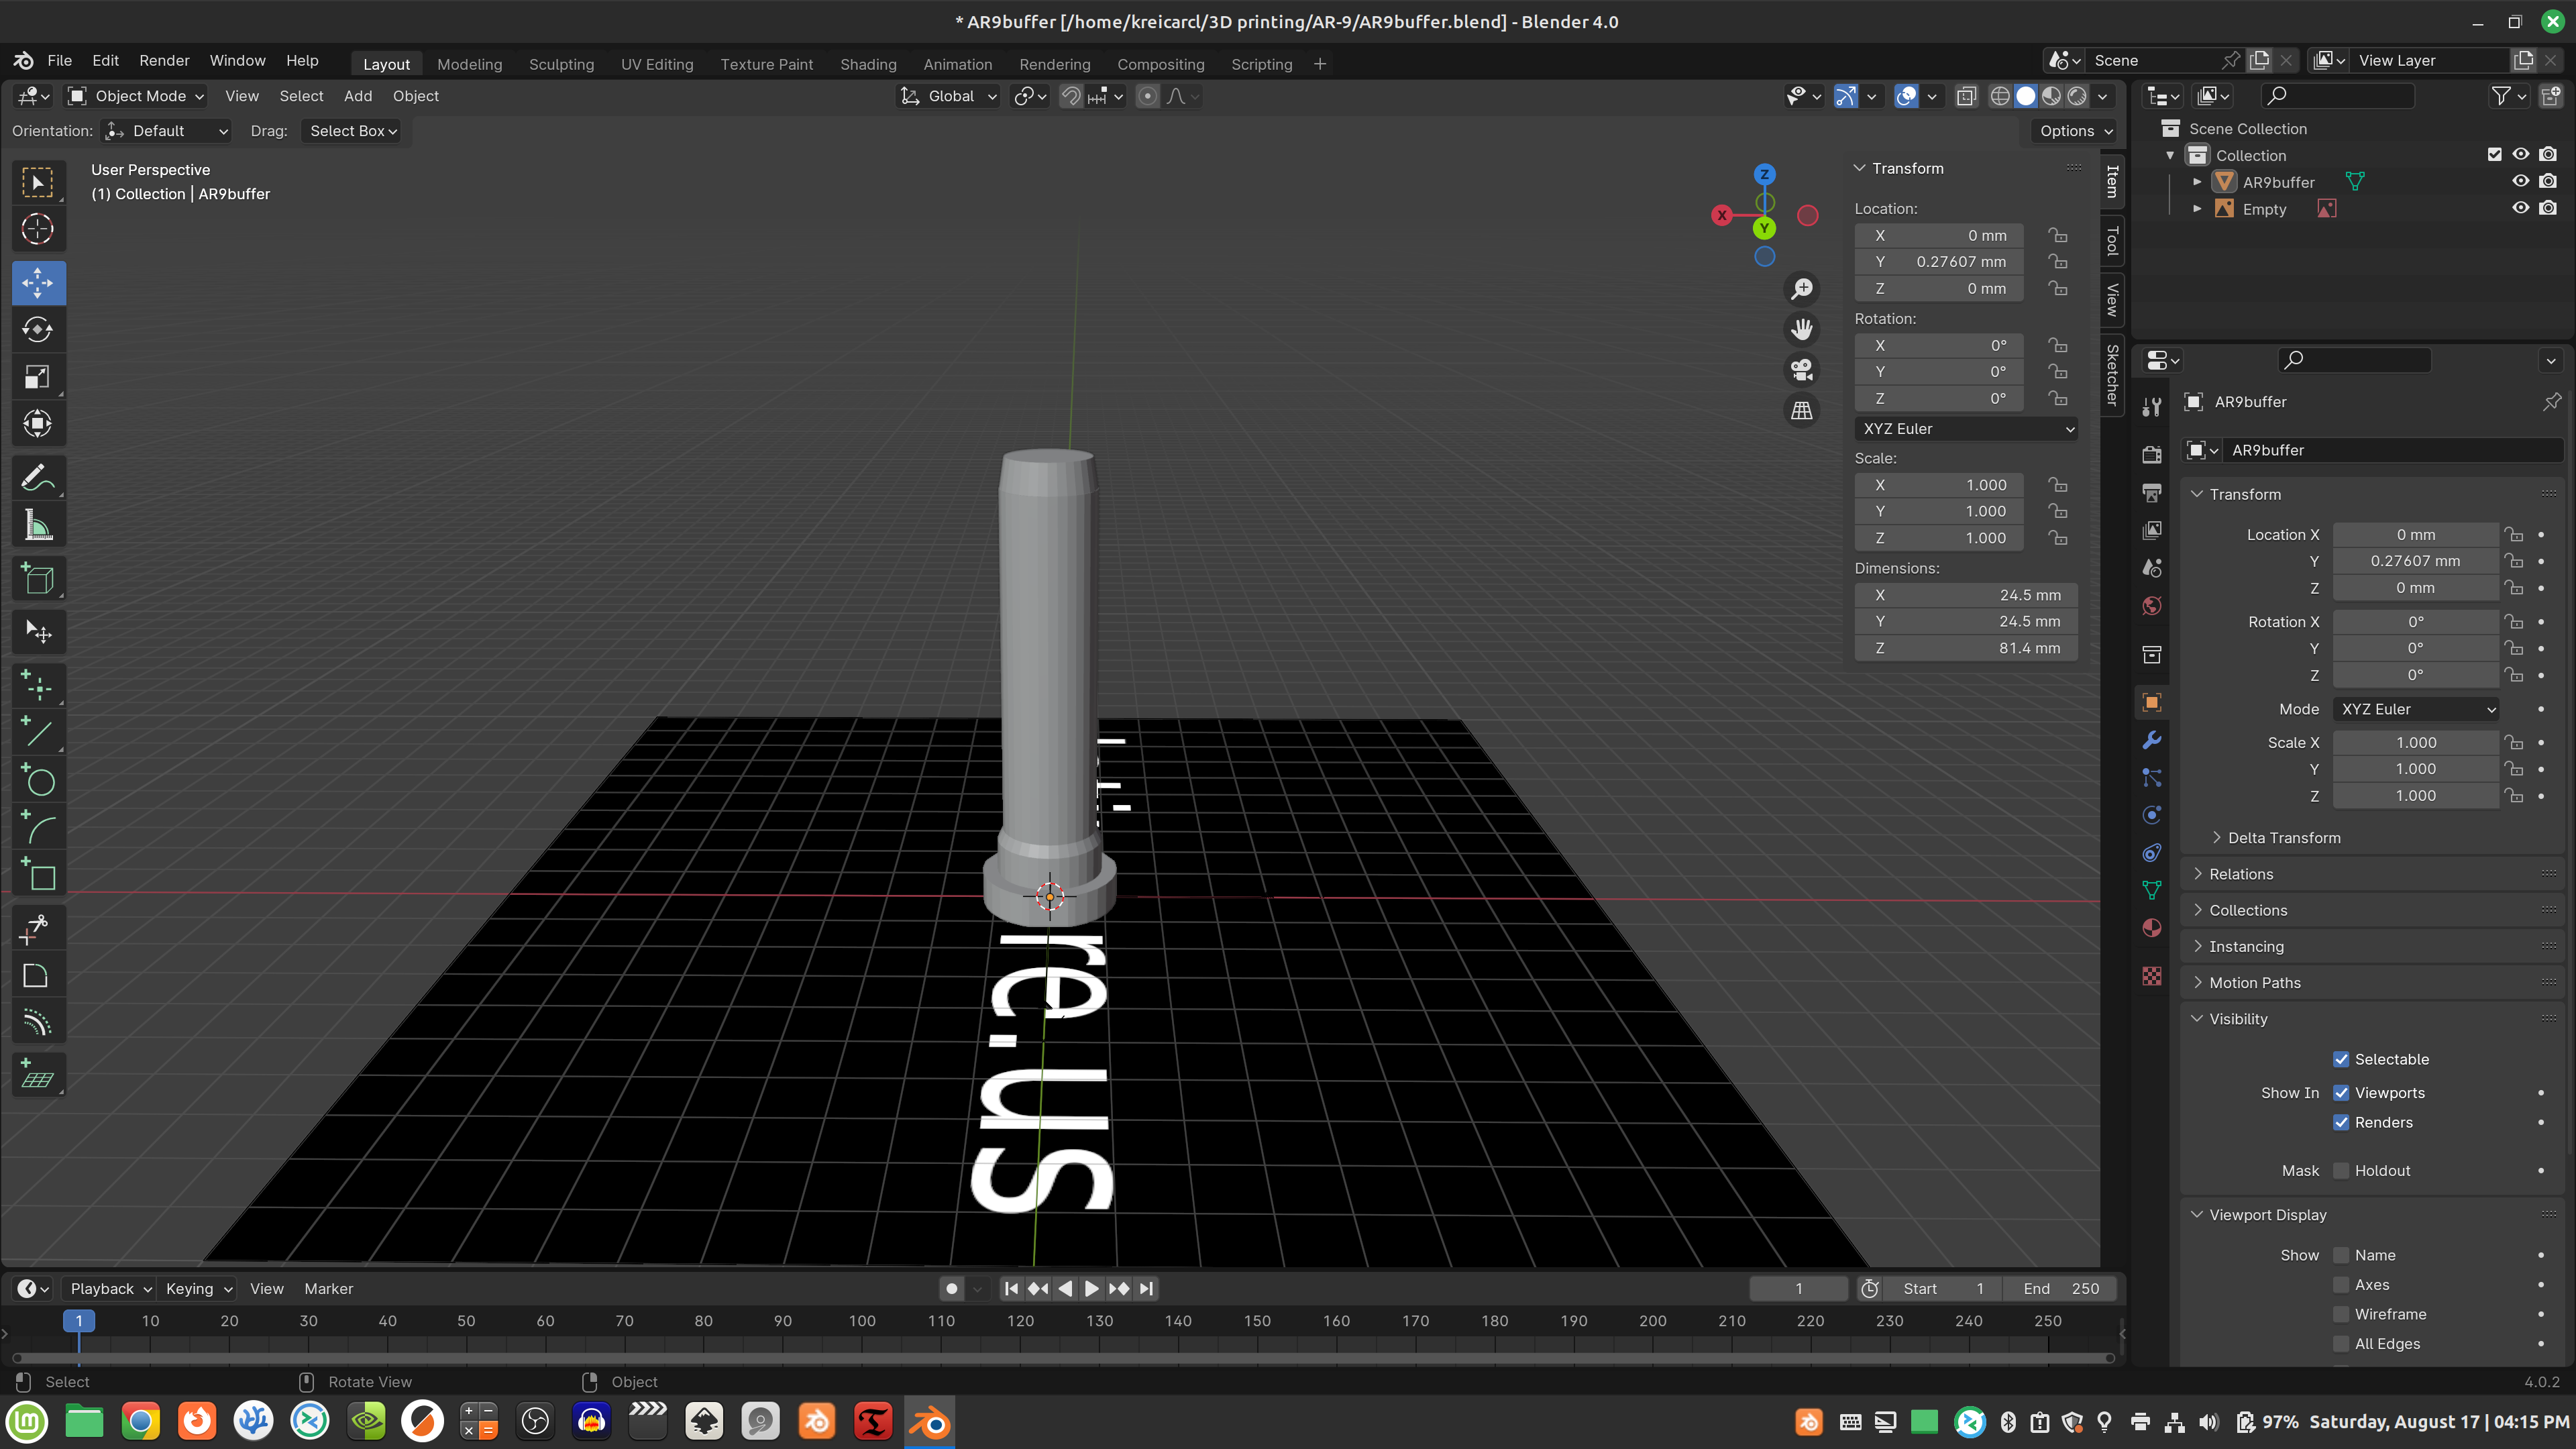 * AR9buffer [/home/kreicarcl/3D printing/AR-9/AR9buffer.blend] - Blender 4.0
File Edit Render Window Help Layout Modeling Sculpting UV Editing Texture Paint Shading Animation Rendering Compositing Scripting + Scene View Layer
Object Mode View Select Add Object Global
Orientation: Default Drag: Select Box Options
User Perspective
(1) Collection | AR9buffer
Z
X
Y
Transform
Location:
X 0 mm
Y 0.27607 mm
Z 0 mm
Rotation:
X 0°
Y 0°
Z 0°
XYZ Euler
Scale:
X 1.000
Y 1.000
Z 1.000
Dimensions:
X 24.5 mm
Y 24.5 mm
Z 81.4 mm
Item
Tool
View
Sketcher
re.us
Scene Collection
Collection
AR9buffer
Empty
AR9buffer
AR9buffer
Transform
Location X 0 mm
Y 0.27607 mm
Z 0 mm
Rotation X 0°
Y 0°
Z 0°
Mode XYZ Euler
Scale X 1.000
Y 1.000
Z 1.000
Delta Transform
Relations
Collections
Instancing
Motion Paths
Visibility
Selectable
Show In Viewports
Renders
Mask Holdout
Viewport Display
Show Name
Axes
Wireframe
All Edges
Playback Keying View Marker 1 Start 1 End 250
1 10 20 30 40 50 60 70 80 90 100 110 120 130 140 150 160 170 180 190 200 210 220 230 240 250
Select Rotate View Object 4.0.2
97% Saturday, August 17 | 04:15 PM